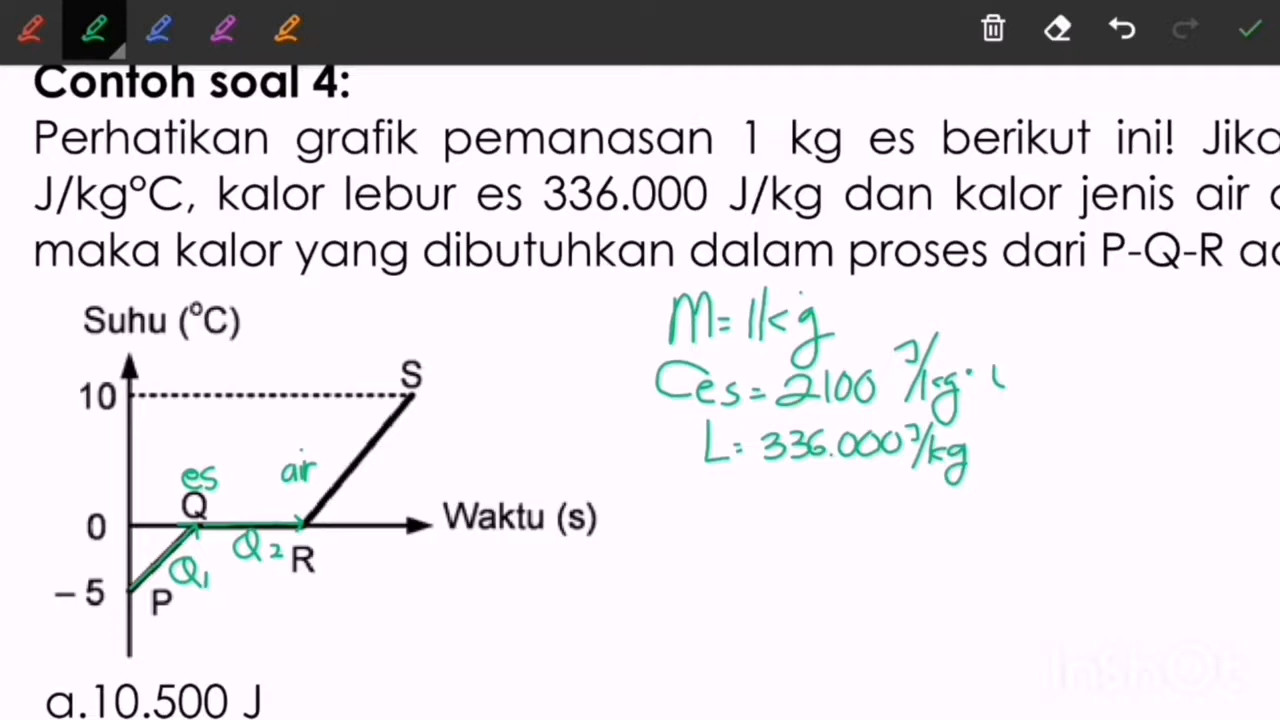 Contoh soal 4:
Perhatikan grafik pemanasan 1 kg es berikut ini! Jika
J/kg°C, kalor lebur es 336.000 J/kg dan kalor jenis air
maka kalor yang dibutuhkan dalam proses dari P-Q-R
Suhu (°C)
M = 1 kg
Ces = 2100 J/kg.
L = 336.000 J/kg
10
S
es
air
Q
0
Waktu (s)
Q1
Q2
R
– 5
P
a.10.500 J